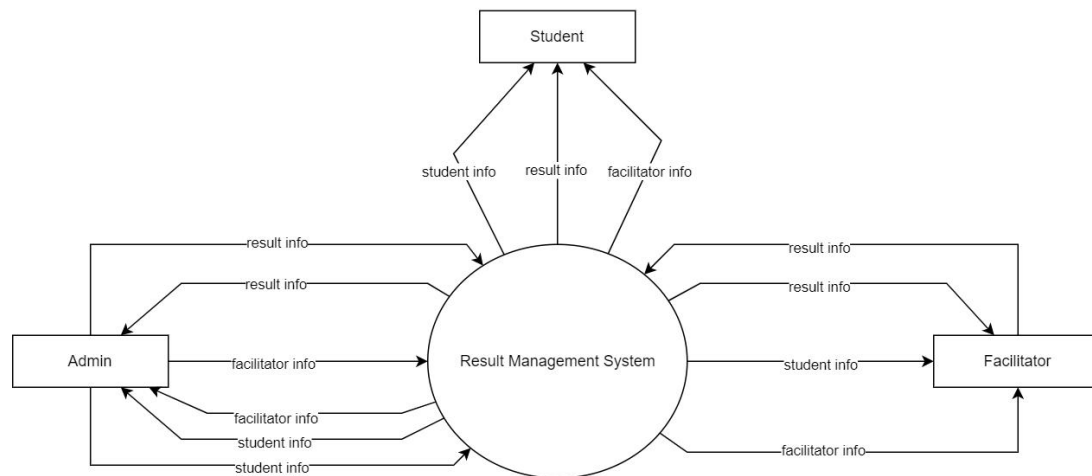 Student
student info
result info
facilitator info
result info
result info
result info
result info
Admin
facilitator info
Result Management System
student info
Facilitator
facilitator info
student info
student info
facilitator info